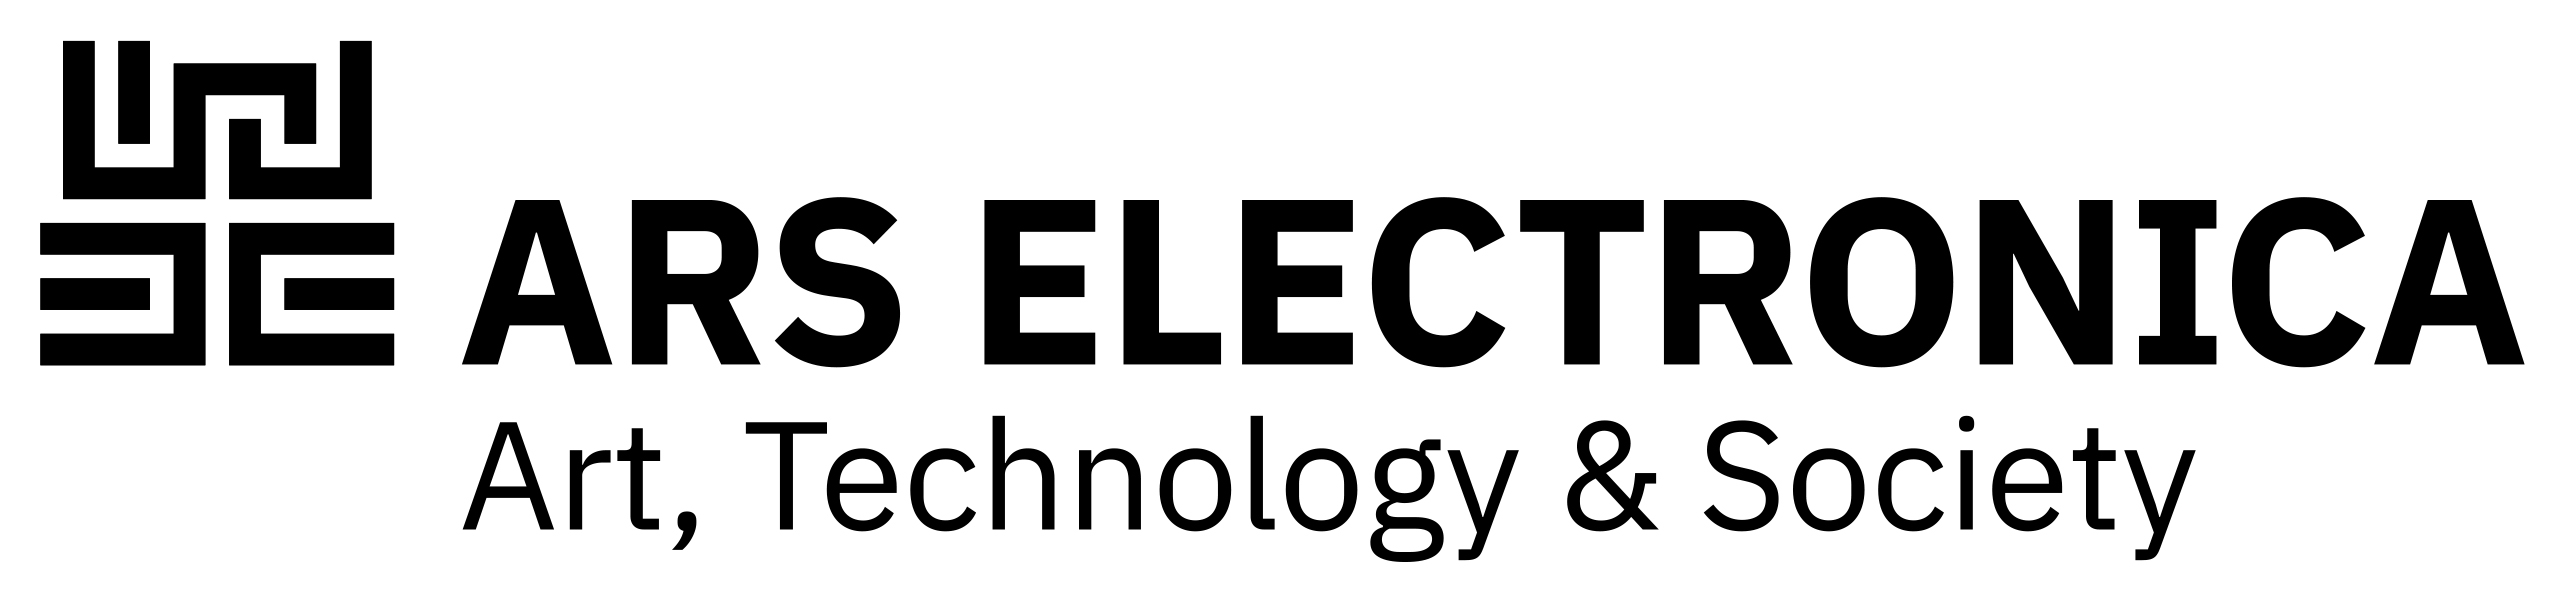 ARS ELECTRONICA
Art, Technology & Society